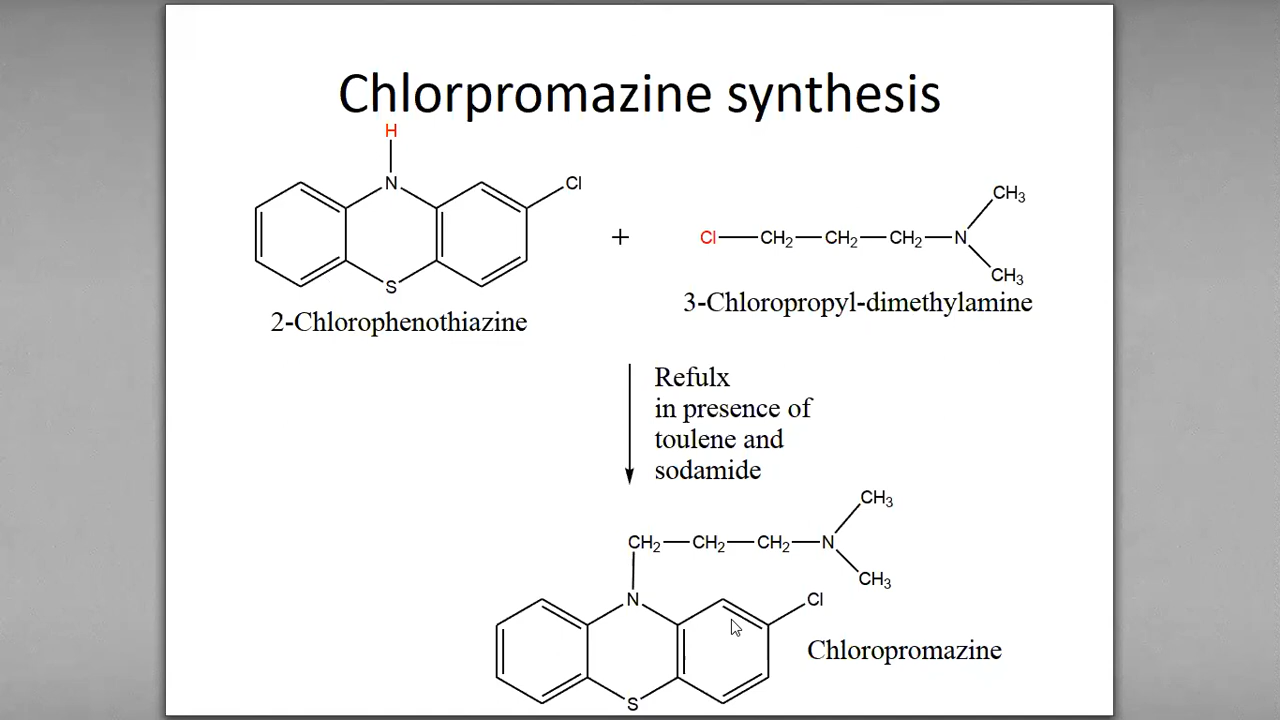 Chlorpromazine synthesis
H
N
Cl
S
2-Chlorophenothiazine
+
CH₃
Cl—CH₂—CH₂—CH₂—N
CH₃
3-Chloropropyl-dimethylamine
Refulx
in presence of
toulene and
sodamide
CH₃
CH₂—CH₂—CH₂—N
CH₃
N
Cl
S
Chloropromazine